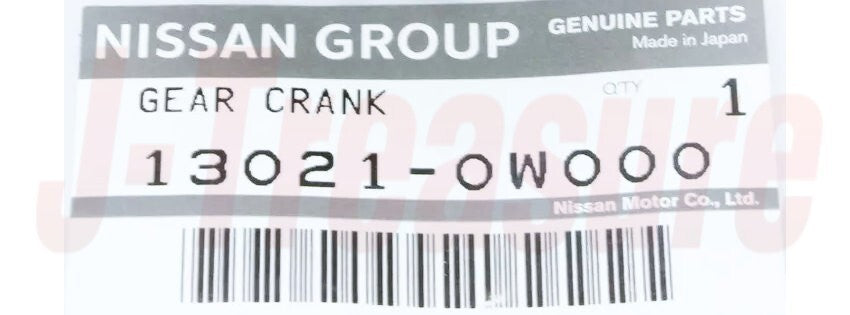 NISSAN GROUP
GENUINE PARTS
Made in Japan
GEAR CRANK
Q'TY
1
13021-0W000
Nissan Motor Co., Ltd.
J-Treasure